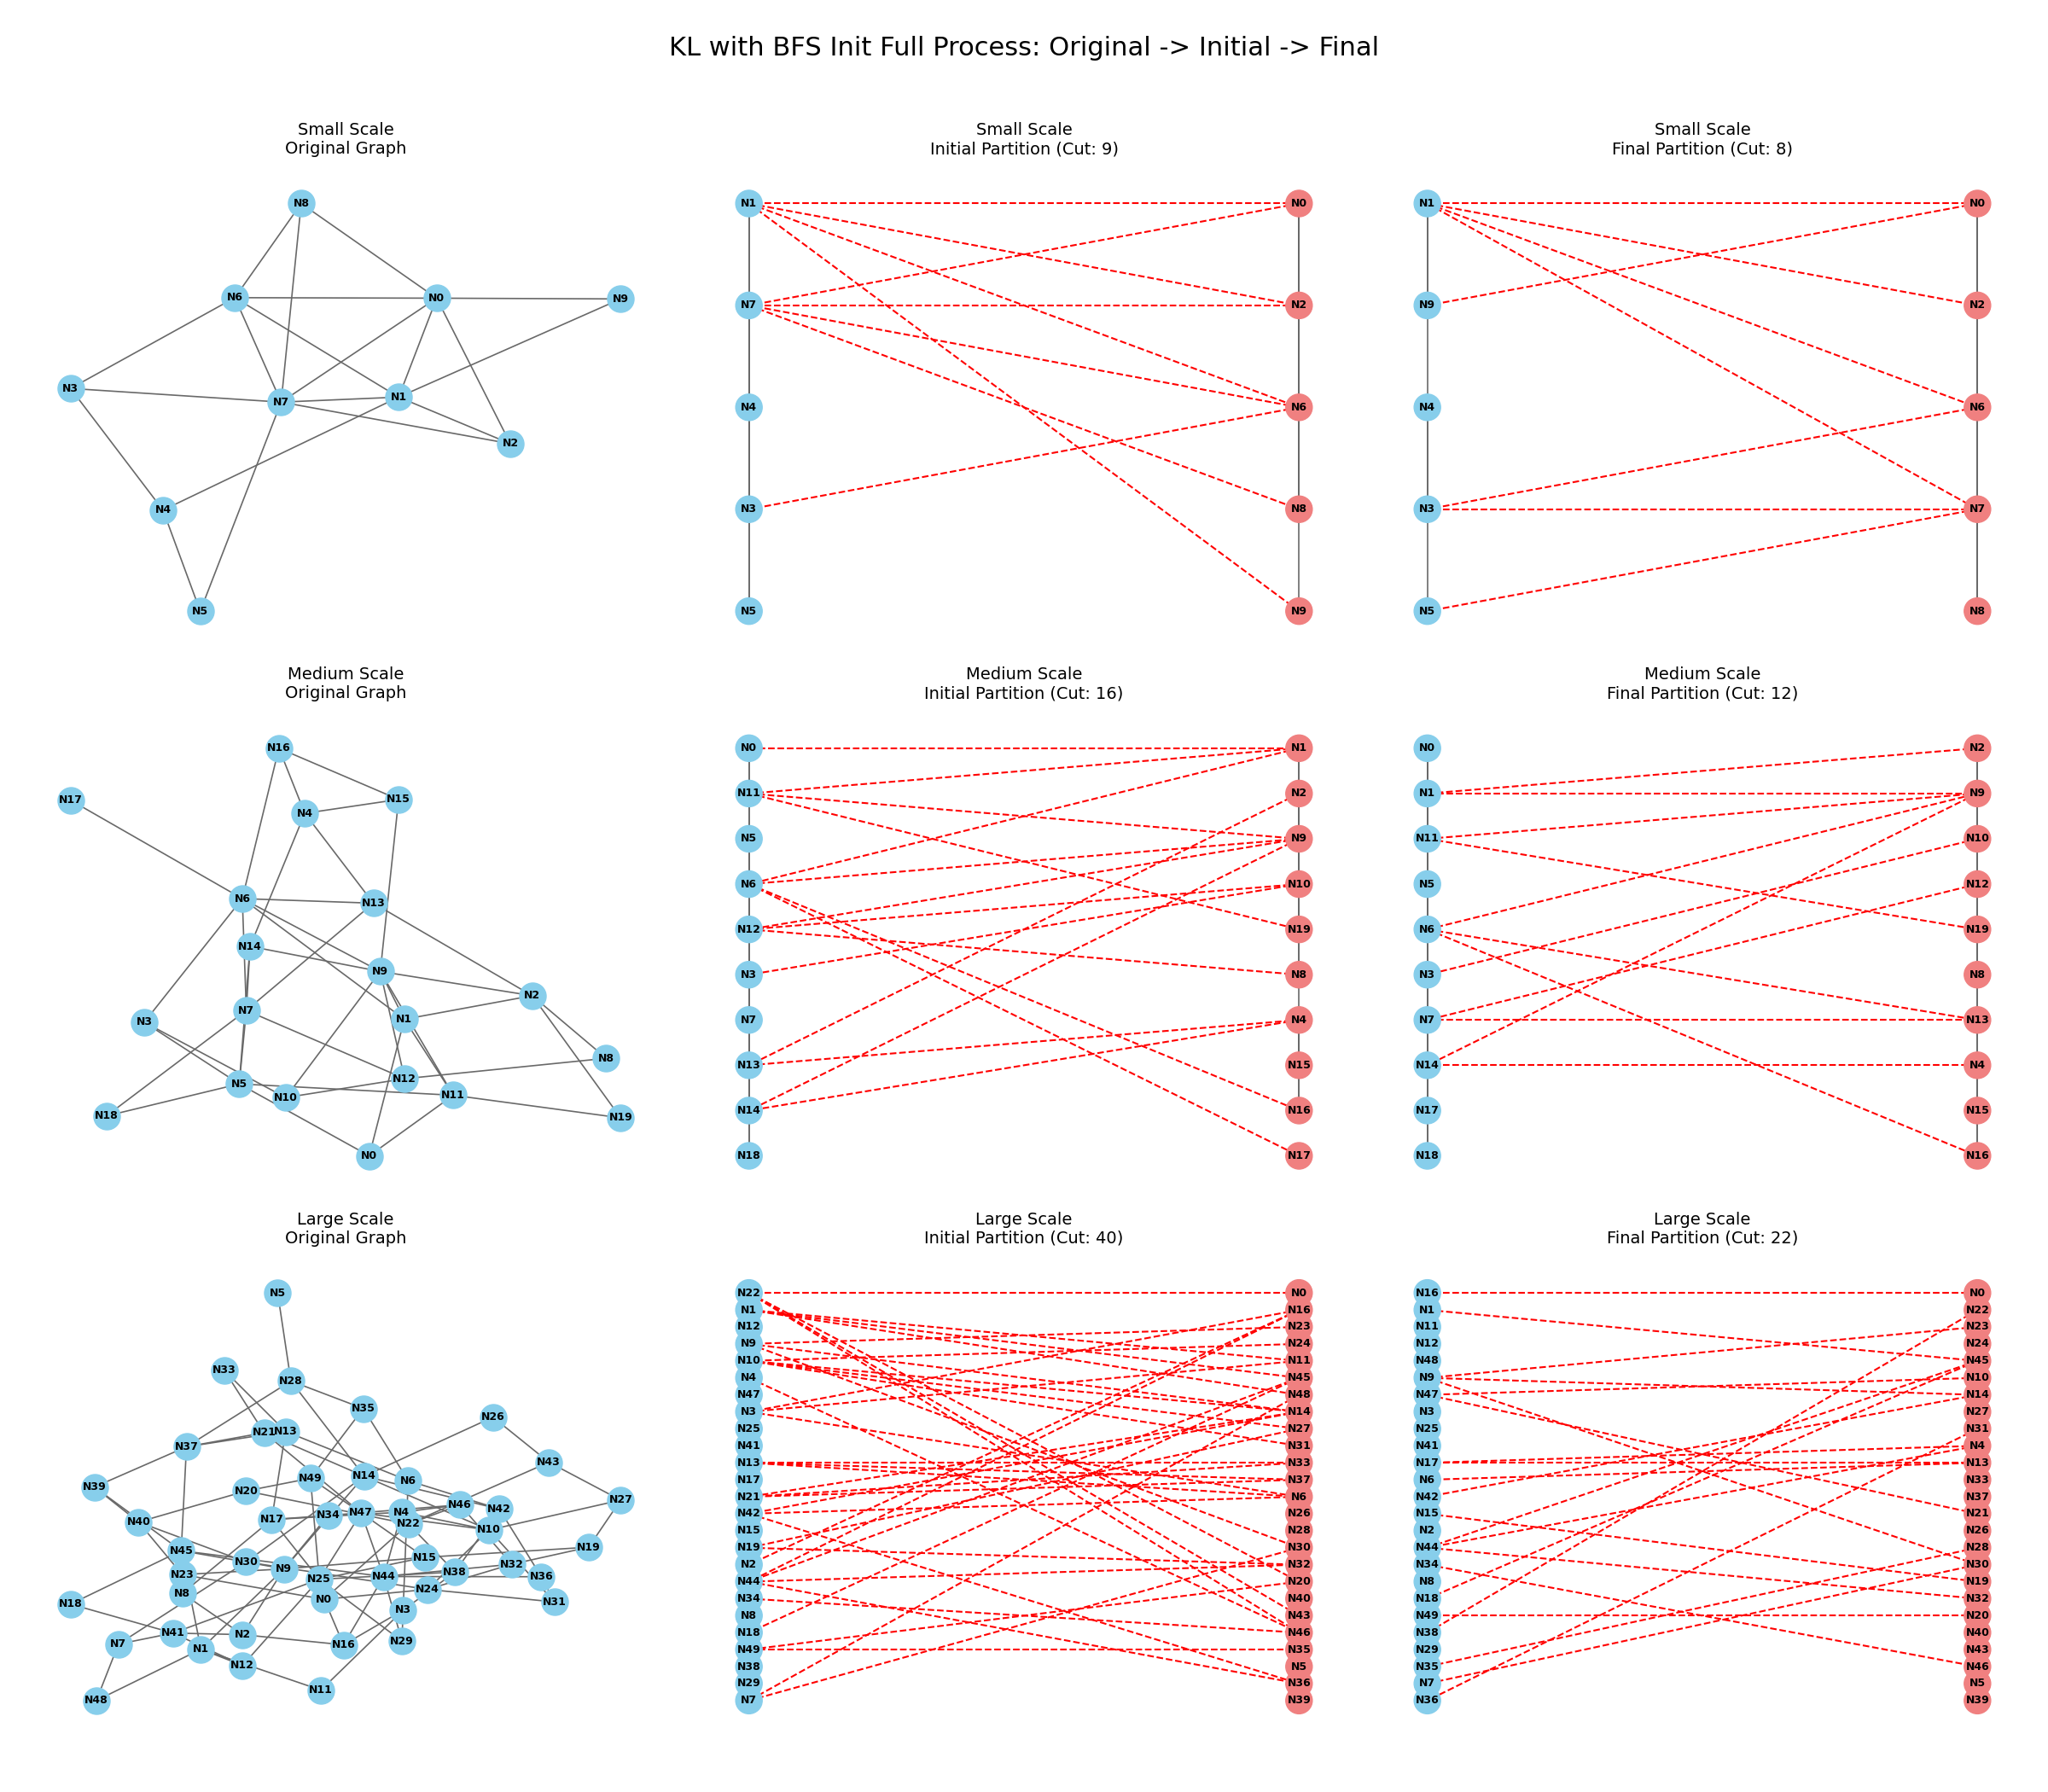 KL with BFS Init Full Process: Original -> Initial -> Final
Small Scale
Original Graph
N8
N6
N0
N9
N3
N7
N1
N2
N4
N5
Small Scale
Initial Partition (Cut: 9)
N1
N0
N7
N2
N4
N6
N3
N8
N5
N9
Small Scale
Final Partition (Cut: 8)
N1
N0
N9
N2
N4
N6
N3
N7
N5
N8
Medium Scale
Original Graph
N16
N17
N15
N4
N6
N13
N14
N9
N2
N7
N3
N1
N8
N12
N5
N10
N11
N18
N19
N0
Medium Scale
Initial Partition (Cut: 16)
N0
N1
N11
N2
N5
N9
N6
N10
N12
N19
N3
N8
N7
N4
N13
N15
N14
N16
N18
N17
Medium Scale
Final Partition (Cut: 12)
N0
N2
N1
N9
N11
N10
N5
N12
N6
N19
N3
N8
N7
N13
N14
N4
N17
N15
N18
N16
Large Scale
Original Graph
N5
N33
N28
N35
N26
N21
N13
N37
N43
N49
N14
N6
N39
N20
N27
N46
N42
N47
N4
N34
N17
N40
N22
N10
N19
N45
N15
N30
N32
N9
N38
N23
N25
N44
N36
N24
N8
N0
N31
N18
N3
N41
N2
N29
N7
N16
N1
N12
N11
N48
Large Scale
Initial Partition (Cut: 40)
N22
N0
N1
N16
N12
N23
N9
N24
N10
N11
N4
N45
N47
N48
N3
N14
N25
N27
N41
N31
N13
N33
N17
N37
N21
N6
N42
N26
N15
N28
N19
N30
N2
N32
N44
N20
N34
N40
N8
N43
N18
N46
N49
N35
N38
N5
N29
N36
N7
N39
Large Scale
Final Partition (Cut: 22)
N16
N0
N1
N22
N11
N23
N12
N24
N48
N45
N9
N10
N47
N14
N3
N27
N25
N31
N41
N4
N17
N13
N6
N33
N42
N37
N15
N21
N2
N26
N44
N28
N34
N30
N8
N19
N18
N32
N49
N20
N38
N40
N29
N43
N35
N46
N7
N5
N36
N39